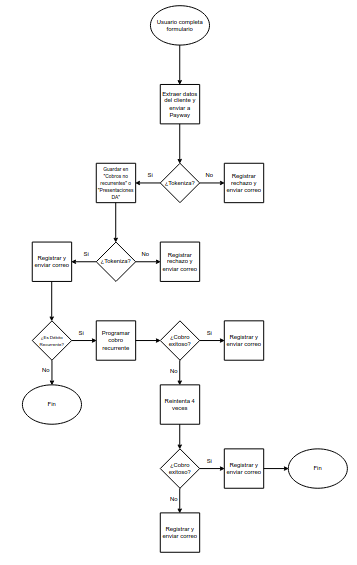 Usuario completa
formulario
Extraer datos
del cliente y
enviar a
Payway
Guardar en
"Cobros no
recurrentes" o
"Presentaciones
DA"
Si
¿Tokeniza?
No
Registrar
rechazo y
enviar correo
Registrar y
enviar correo
Si
¿Tokeniza?
No
Registrar
rechazo y
enviar correo
¿Es Débito
Recurrente?
Si
Programar
cobro
recurrente
¿Cobro
exitoso?
Si
Registrar y
enviar correo
No
No
Fin
Reintenta 4
veces
¿Cobro
exitoso?
Si
Registrar y
enviar correo
Fin
No
Registrar y
enviar correo